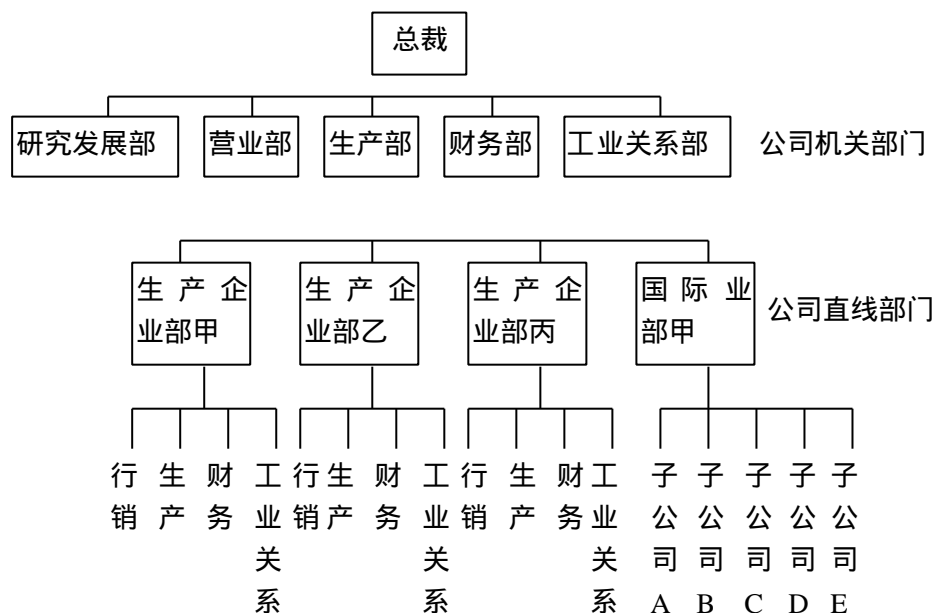 总裁
研究发展部
营业部
生产部
财务部
工业关系部
公司机关部门
生产企
业部甲
生产企
业部乙
生产企
业部丙
国际业
部甲
公司直线部门
行销
生产
财务
工业关系
行销
生产
财务
工业关系
行销
生产
财务
工业关系
子公司A
子公司B
子公司C
子公司D
子公司E